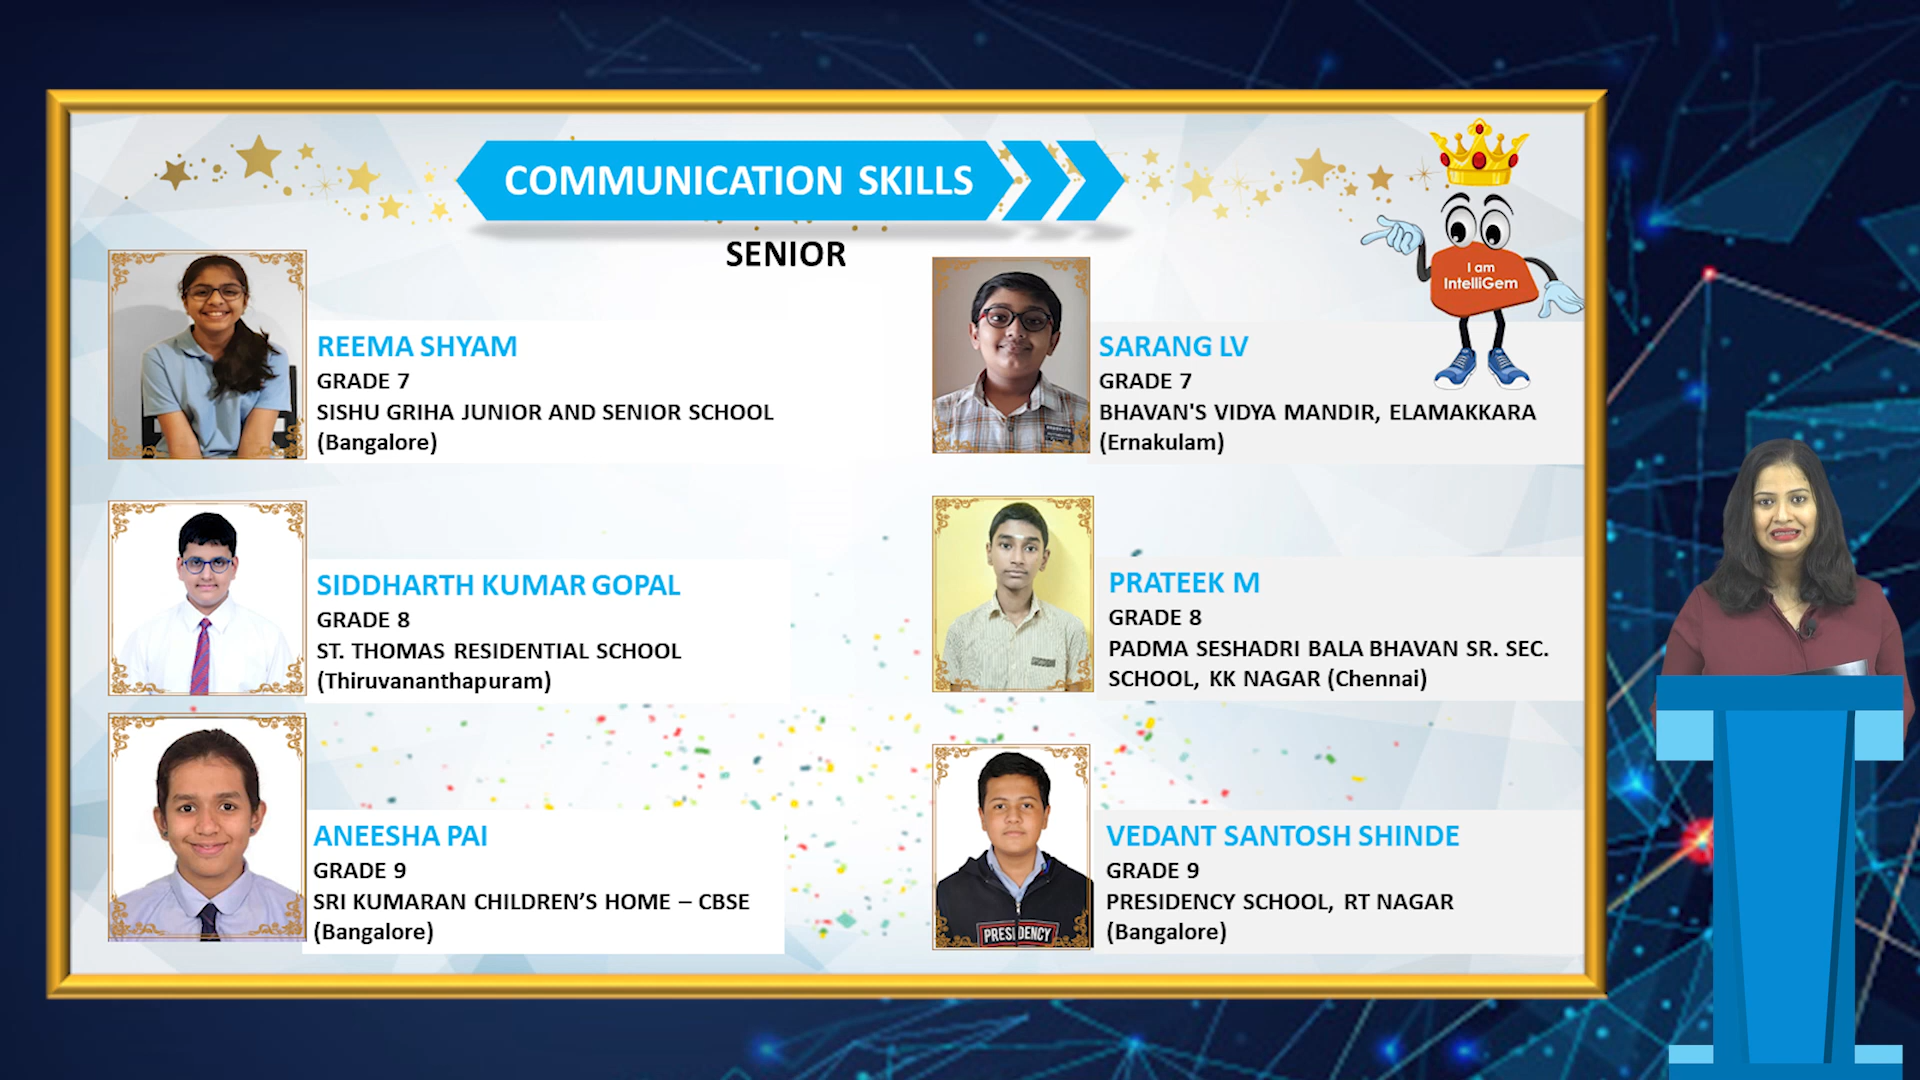 COMMUNICATION SKILLS
SENIOR
I am
IntelliGem
REEMA SHYAM
GRADE 7
SISHU GRIHA JUNIOR AND SENIOR SCHOOL
(Bangalore)
SARANG LV
GRADE 7
BHAVAN'S VIDYA MANDIR, ELAMAKKARA
(Ernakulam)
SIDDHARTH KUMAR GOPAL
GRADE 8
ST. THOMAS RESIDENTIAL SCHOOL
(Thiruvananthapuram)
PRATEEK M
GRADE 8
PADMA SESHADRI BALA BHAVAN SR. SEC.
SCHOOL, KK NAGAR (Chennai)
ANEESHA PAI
GRADE 9
SRI KUMARAN CHILDREN’S HOME – CBSE
(Bangalore)
VEDANT SANTOSH SHINDE
GRADE 9
PRESIDENCY SCHOOL, RT NAGAR
(Bangalore)
PRESIDENCY